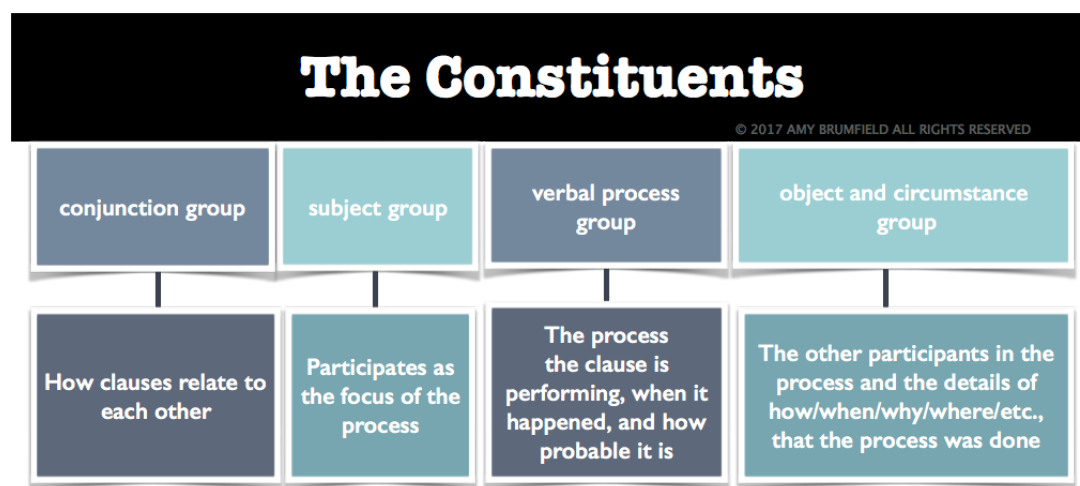 The Constituents
© 2017 AMY BRUMFIELD ALL RIGHTS RESERVED
conjunction group
subject group
verbal process
group
object and circumstance
group
How clauses relate to
each other
Participates as
the focus of the
process
The process
the clause is
performing, when it
happened, and how
probable it is
The other participants in the
process and the details of
how/when/why/where/etc.,
that the process was done